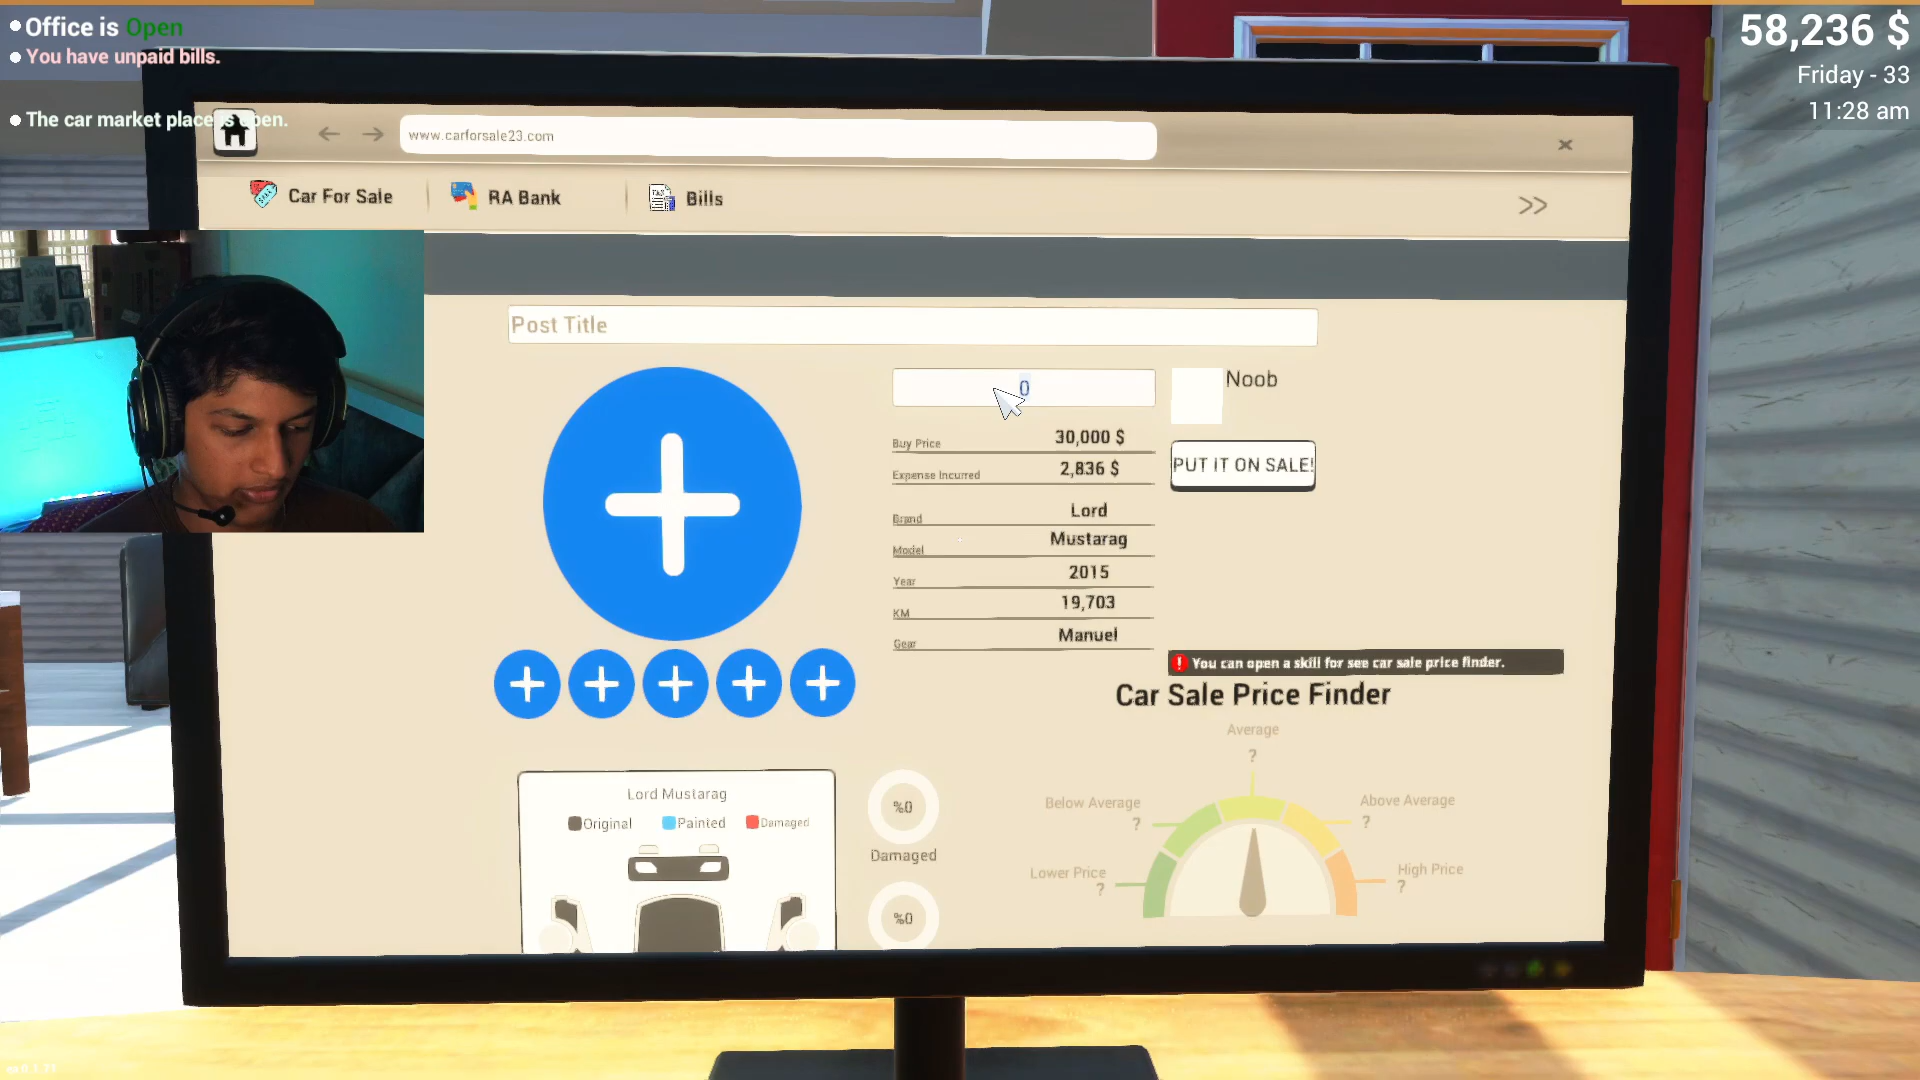 Office is Open
You have unpaid bills.
The car market place is open.
58,236 $
Friday - 33
11:28 am
www.carforsale23.com
×
Car For Sale
RA Bank
Bills
>>
Post Title
0
Noob
Buy Price 30,000 $
Expense Incurred 2,836 $
PUT IT ON SALE!
Brand Lord
Model Mustarag
Year 2015
KM 19,703
Gear Manuel
You can open a skill for see car sale price finder.
Car Sale Price Finder
Average
?
Below Average
?
Above Average
?
Lower Price
?
High Price
?
Lord Mustarag
Original Painted Damaged
%0
Damaged
%0